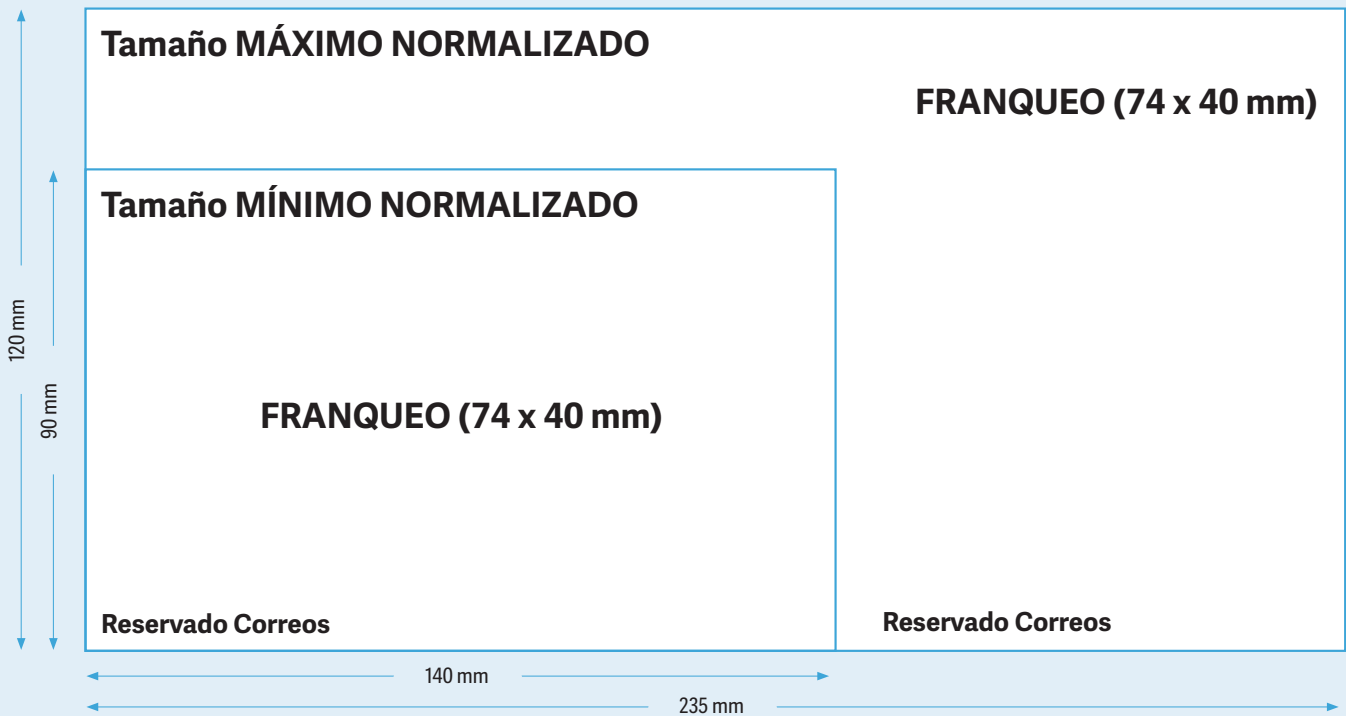 Tamaño MÁXIMO NORMALIZADO
FRANQUEO (74 x 40 mm)
Tamaño MÍNIMO NORMALIZADO
120 mm
90 mm
FRANQUEO (74 x 40 mm)
Reservado Correos
Reservado Correos
140 mm
235 mm